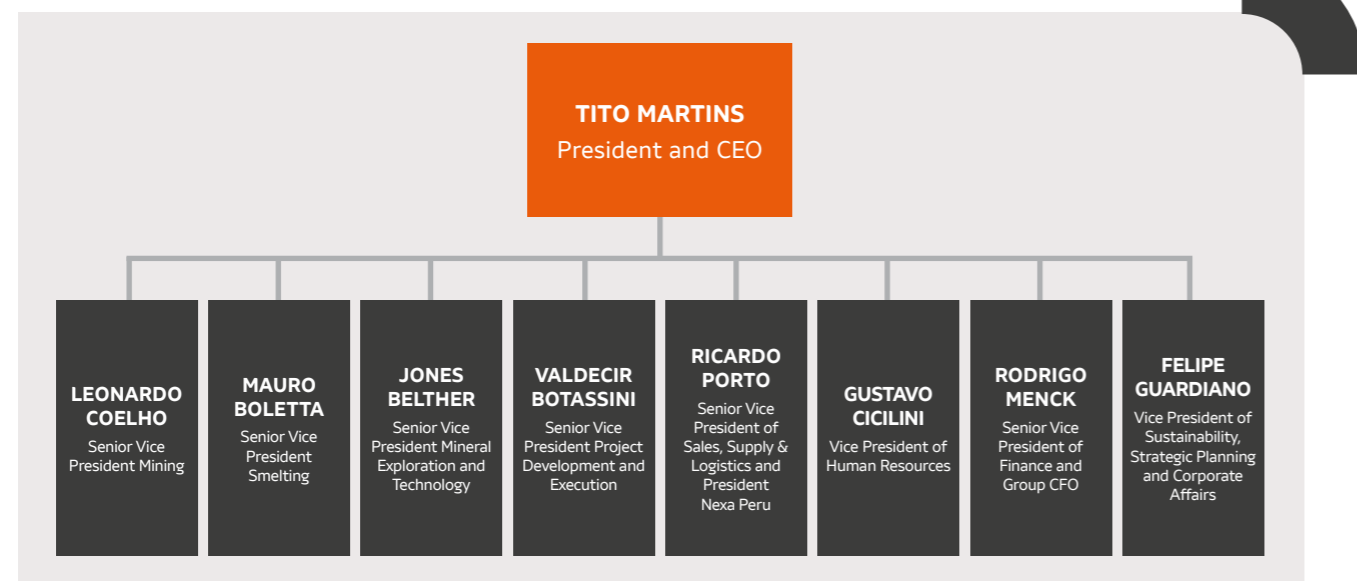 TITO MARTINS
President and CEO
LEONARDO
COELHO
Senior Vice
President Mining
MAURO
BOLETTA
Senior Vice
President
Smelting
JONES
BELTHER
Senior Vice
President Mineral
Exploration and
Technology
VALDECIR
BOTASSINI
Senior Vice
President Project
Development and
Execution
RICARDO
PORTO
Senior Vice
President of
Sales, Supply &
Logistics and
President
Nexa Peru
GUSTAVO
CICILINI
Vice President of
Human Resources
RODRIGO
MENCK
Senior Vice
President of
Finance and
Group CFO
FELIPE
GUARDIANO
Vice President of
Sustainability,
Strategic Planning
and Corporate
Affairs